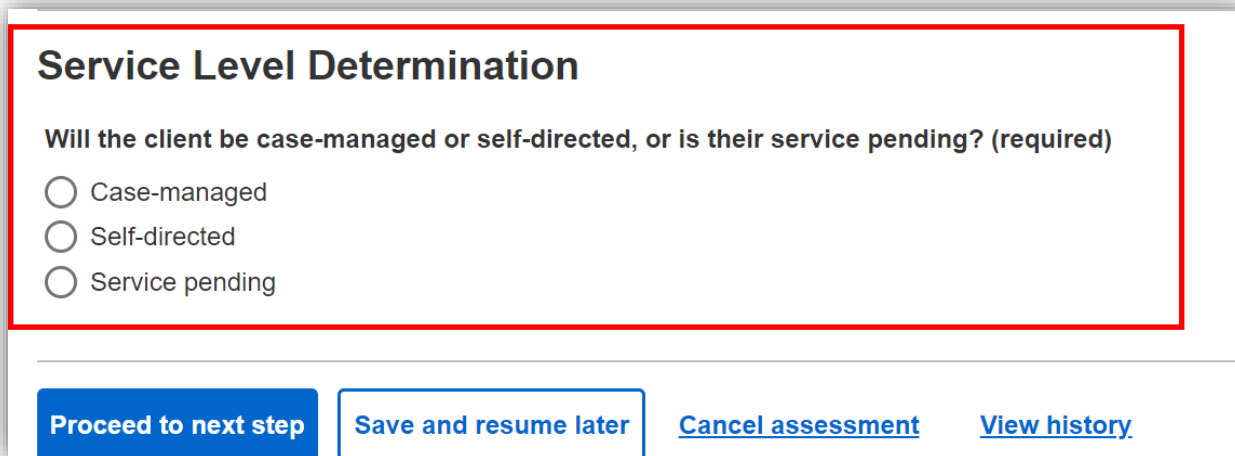 Service Level Determination
Will the client be case-managed or self-directed, or is their service pending? (required)
Case-managed
Self-directed
Service pending
Proceed to next step Save and resume later Cancel assessment View history